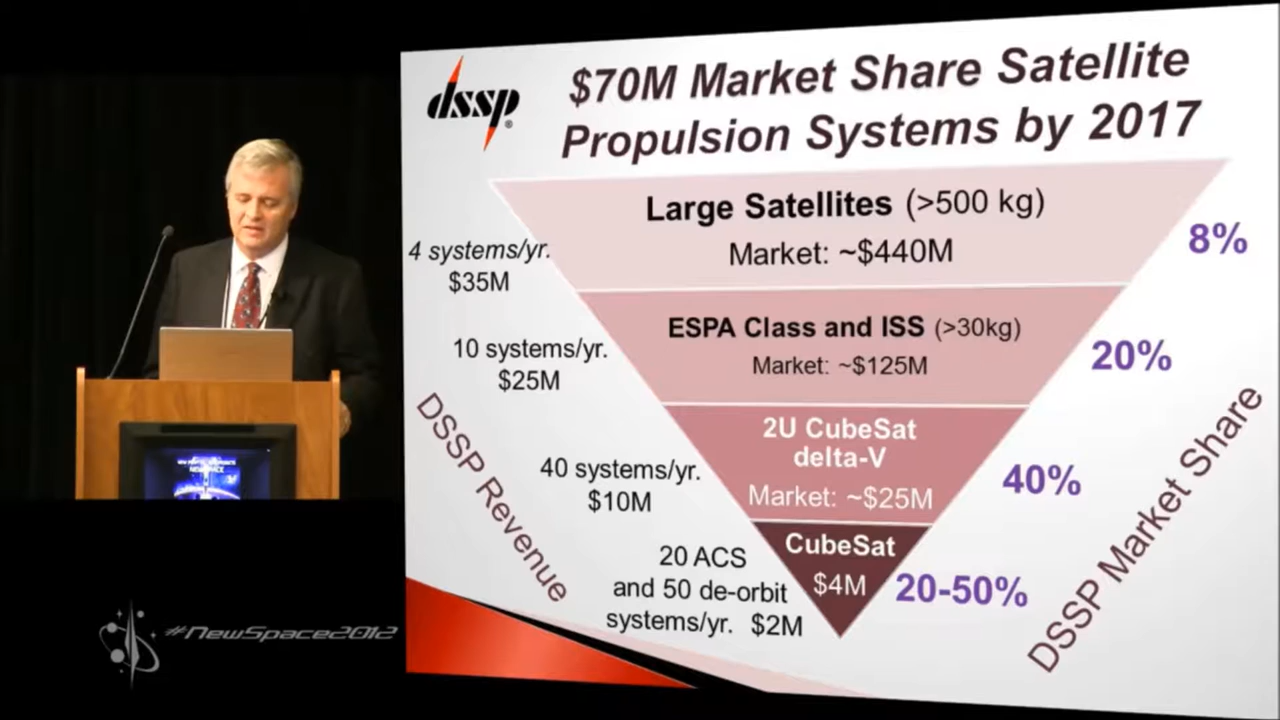 dssp®
$70M Market Share Satellite
Propulsion Systems by 2017
Large Satellites (>500 kg)
Market: ~$440M
4 systems/yr.
$35M
8%
ESPA Class and ISS (>30kg)
Market: ~$125M
10 systems/yr.
$25M
20%
2U CubeSat
delta-V
Market: ~$25M
40 systems/yr.
$10M
40%
CubeSat
$4M
20 ACS
and 50 de-orbit
systems/yr. $2M
20-50%
DSSP Revenue
DSSP Market Share
#NewSpace2012